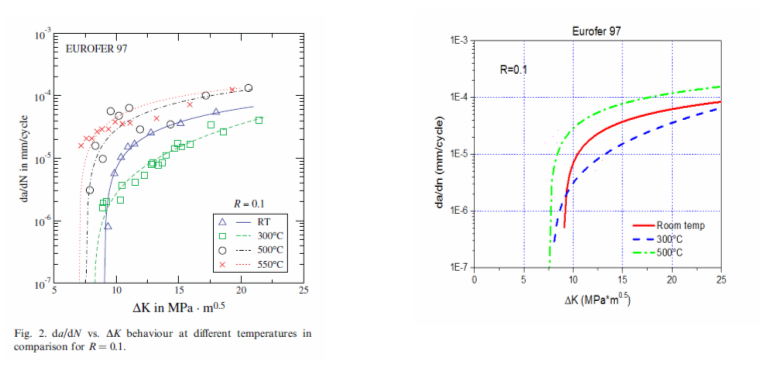 10⁻³
EUROFER 97
10⁻⁴
10⁻⁵
10⁻⁶
10⁻⁷
da/dN in mm/cycle
R = 0.1
RT
300°C
500°C
550°C
5 10 15 20 25
ΔK in MPa · m⁰·⁵
Fig. 2. da/dN vs. ΔK behaviour at different temperatures in
comparison for R = 0.1.
Eurofer 97
1E-3
R=0.1
1E-4
1E-5
1E-6
1E-7
da/dn (mm/cycle)
Room temp
300°C
500°C
0 5 10 15 20 25
ΔK (MPa*m⁰·⁵)